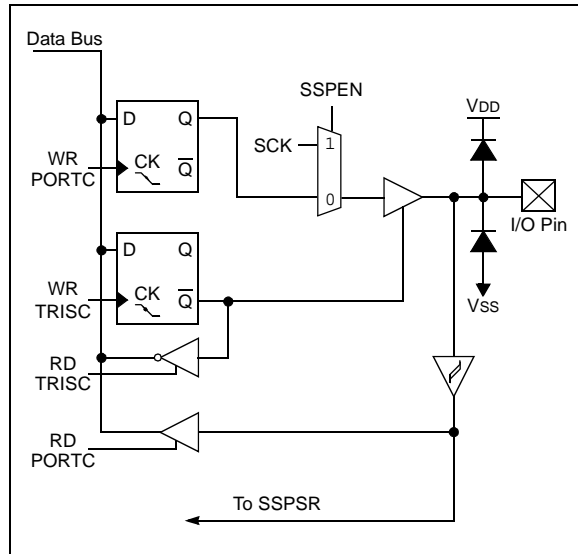 Data Bus
SSPEN
VDD
D Q
SCK
1
WR
PORTC
CK
Q
0
I/O Pin
D Q
VSS
WR
TRISC
CK
Q
RD
TRISC
RD
PORTC
To SSPSR